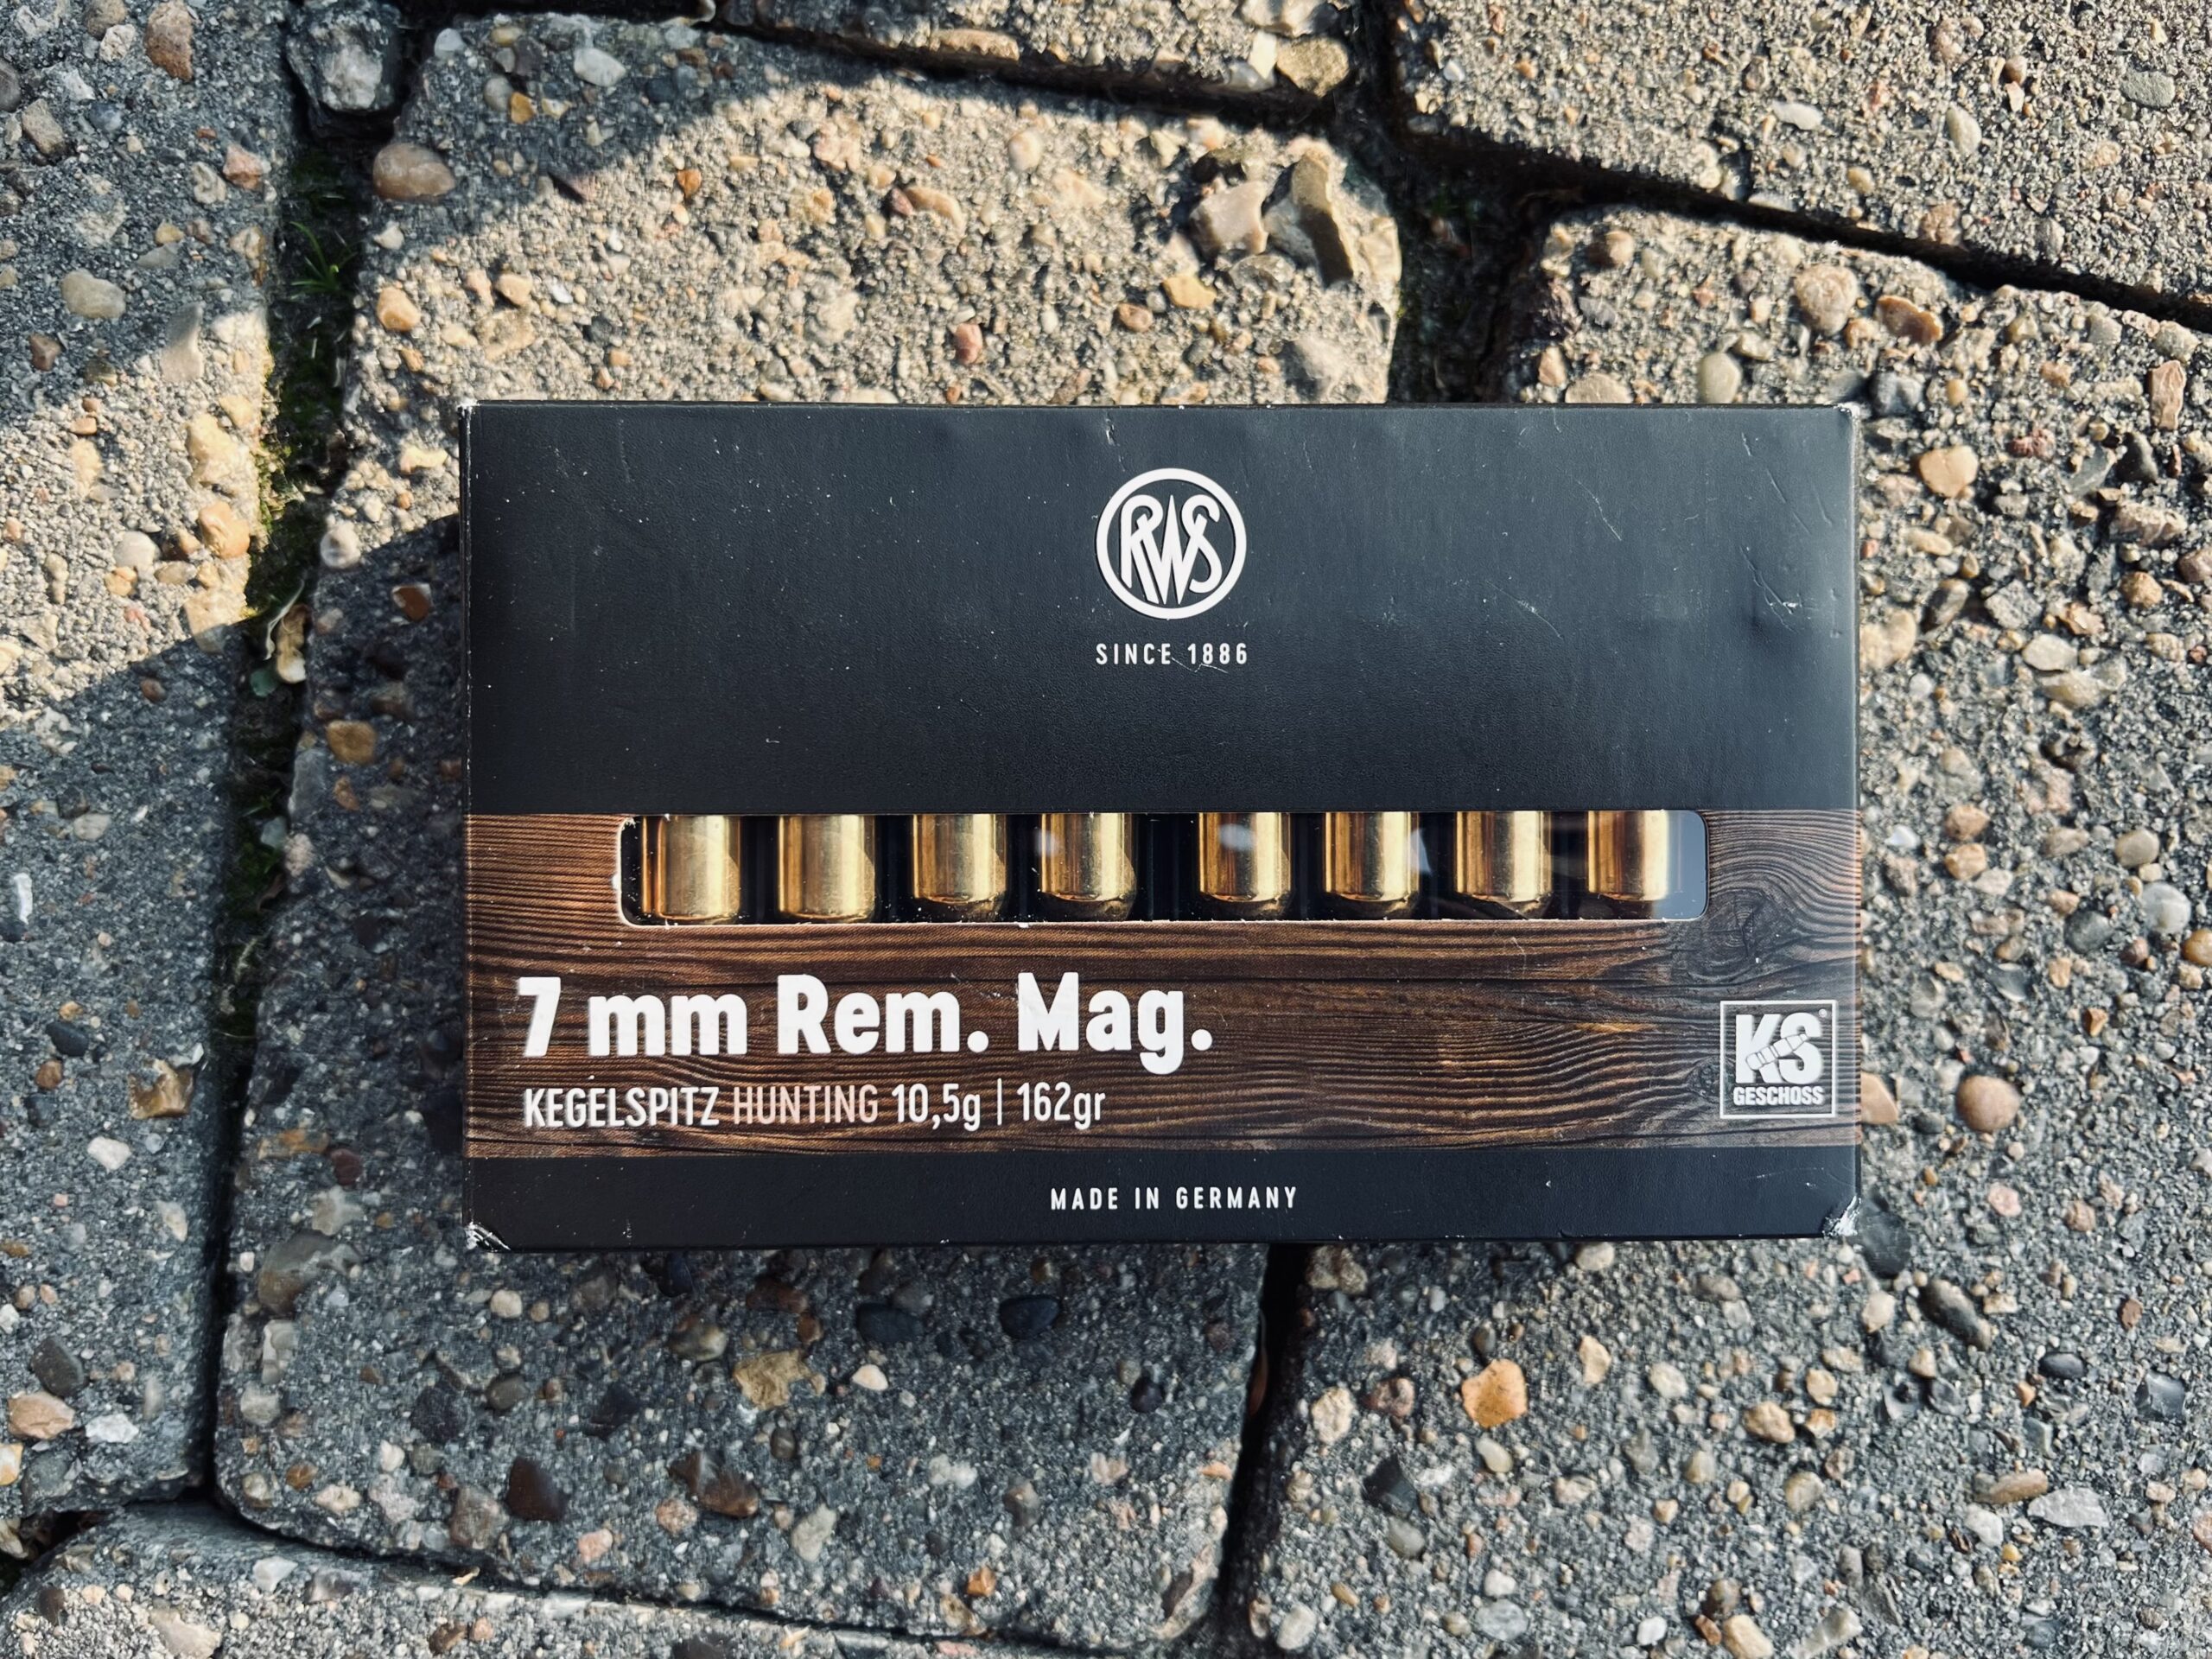 RWS
SINCE 1886
7 mm Rem. Mag.
KEGELSPITZ HUNTING 10,5g | 162gr
KS®
GESCHOSS
MADE IN GERMANY